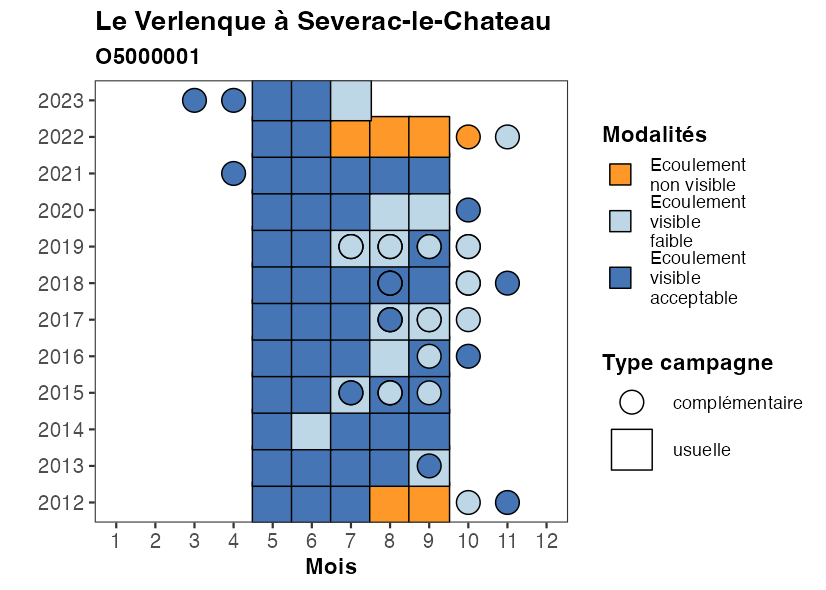 Le Verlenque à Severac-le-Chateau
O5000001
2023
2022
2021
2020
2019
2018
2017
2016
2015
2014
2013
2012
1 2 3 4 5 6 7 8 9 10 11 12
Mois
Modalités
Ecoulement
non visible
Ecoulement
visible
faible
Ecoulement
visible
acceptable
Type campagne
complémentaire
usuelle